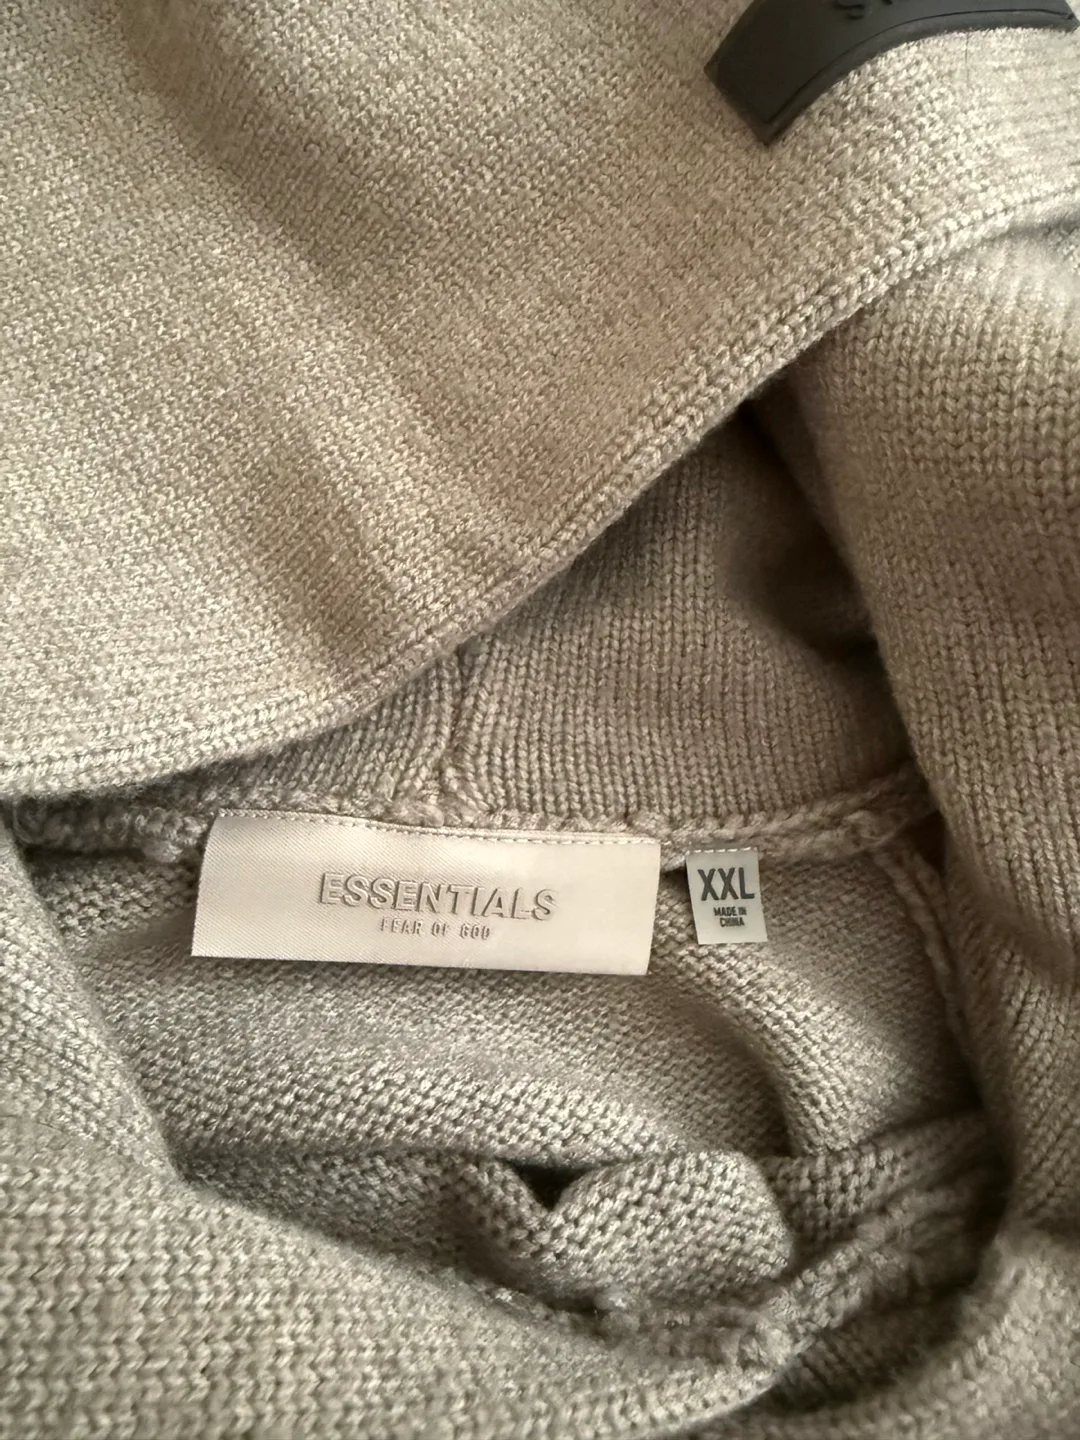 ESSENTIALS
FEAR OF GOD
XXL
MADE IN
CHINA